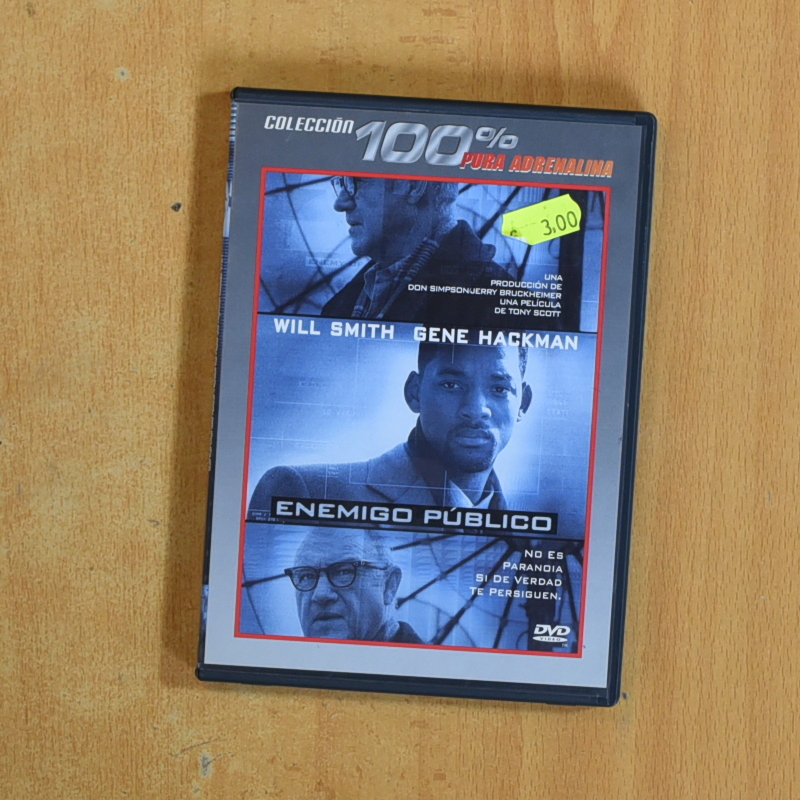 COLECCIÓN 100%
PURA ADRENALINA
3,00
UNA
PRODUCCIÓN DE
DON SIMPSON/JERRY BRUCKHEIMER
UNA PELÍCULA
DE TONY SCOTT
WILL SMITH GENE HACKMAN
ENEMIGO PÚBLICO
NO ES
PARANOIA
SI DE VERDAD
TE PERSIGUEN.
DVD
VIDEO